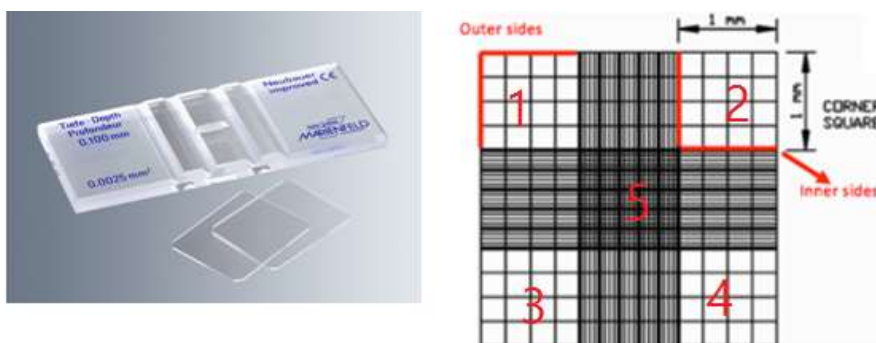 Tiefe · Depth
Profondeur
0.100 mm
0.0025 mm²
Neubauer
improved CE
MARIENFELD
Outer sides
1 mm
1
2
1 mm
CORNER
SQUARE
Inner sides
5
3
4